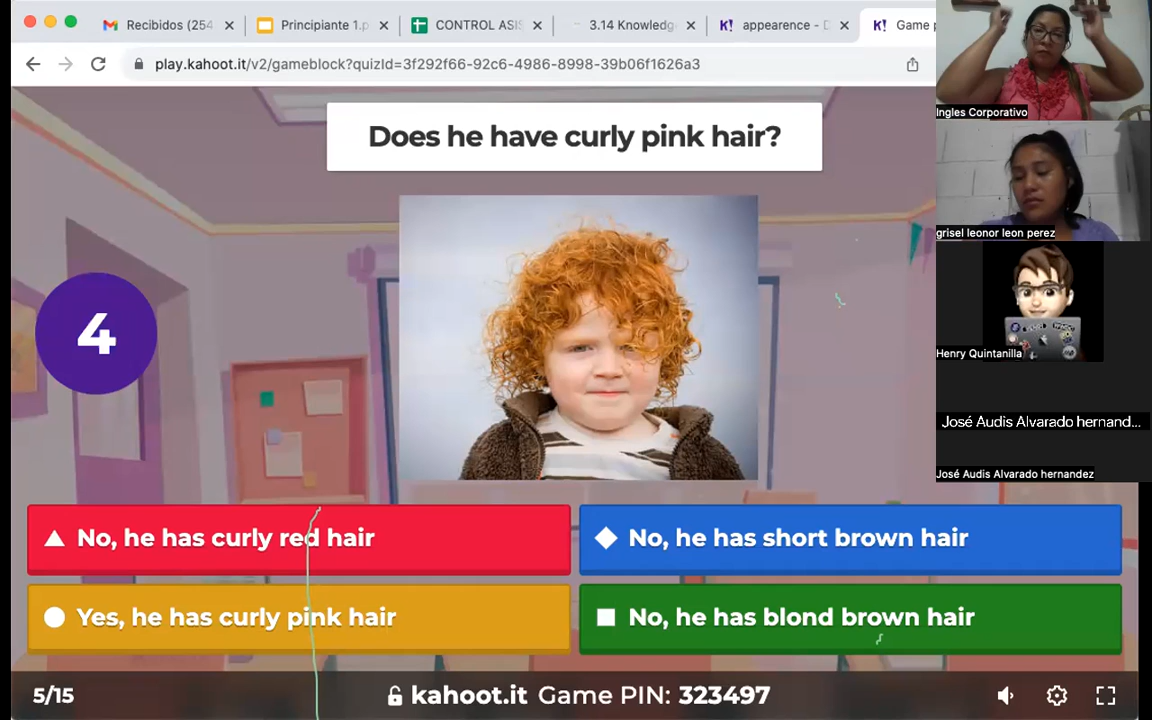 Recibidos (254
Principiante 1.p
CONTROL ASIS
3.14 Knowledg
appearence - D
Game p
play.kahoot.it/v2/gameblock?quizId=3f292f66-92c6-4986-8998-39b06f1626a3
Ingles Corporativo
Does he have curly pink hair?
grisel leonor leon perez
4
Henry Quintanilla
José Audis Alvarado hernand...
José Audis Alvarado hernandez
No, he has curly red hair
No, he has short brown hair
Yes, he has curly pink hair
No, he has blond brown hair
5/15
kahoot.it Game PIN: 323497